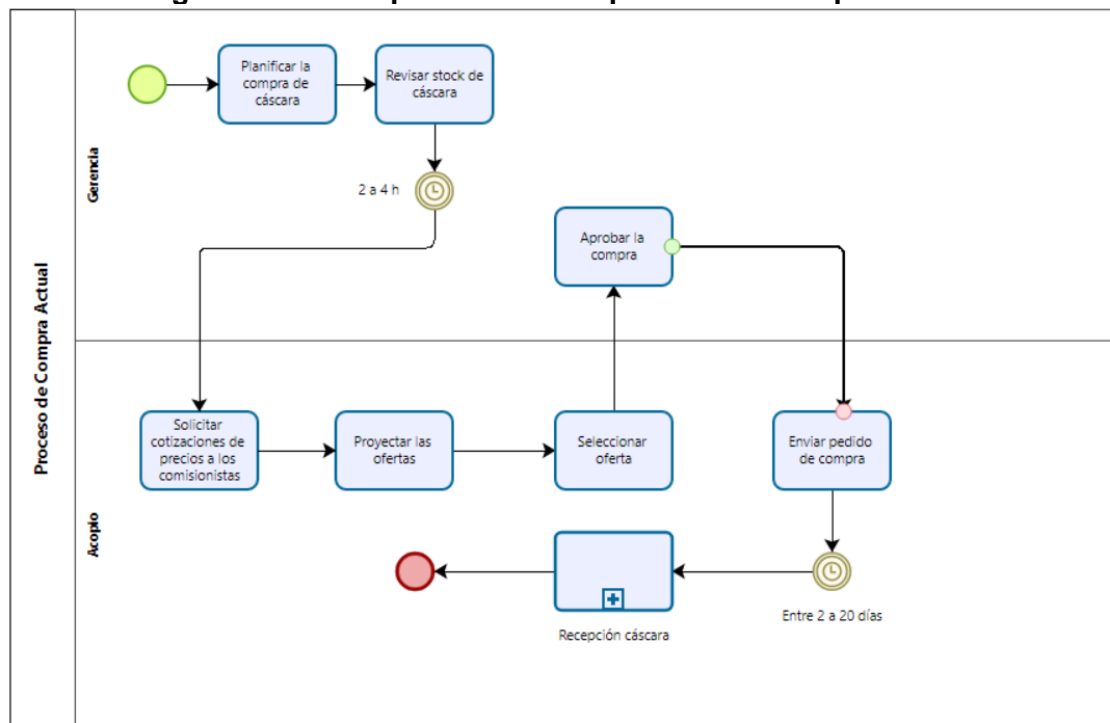 Proceso de Compra Actual
Gerencia
Planificar la
compra de
cáscara
Revisar stock de
cáscara
2 a 4 h
Aprobar la
compra
Acopio
Solicitar
cotizaciones de
precios a los
comisionistas
Proyectar las
ofertas
Seleccionar
oferta
Enviar pedido
de compra
Entre 2 a 20 días
Recepción cáscara